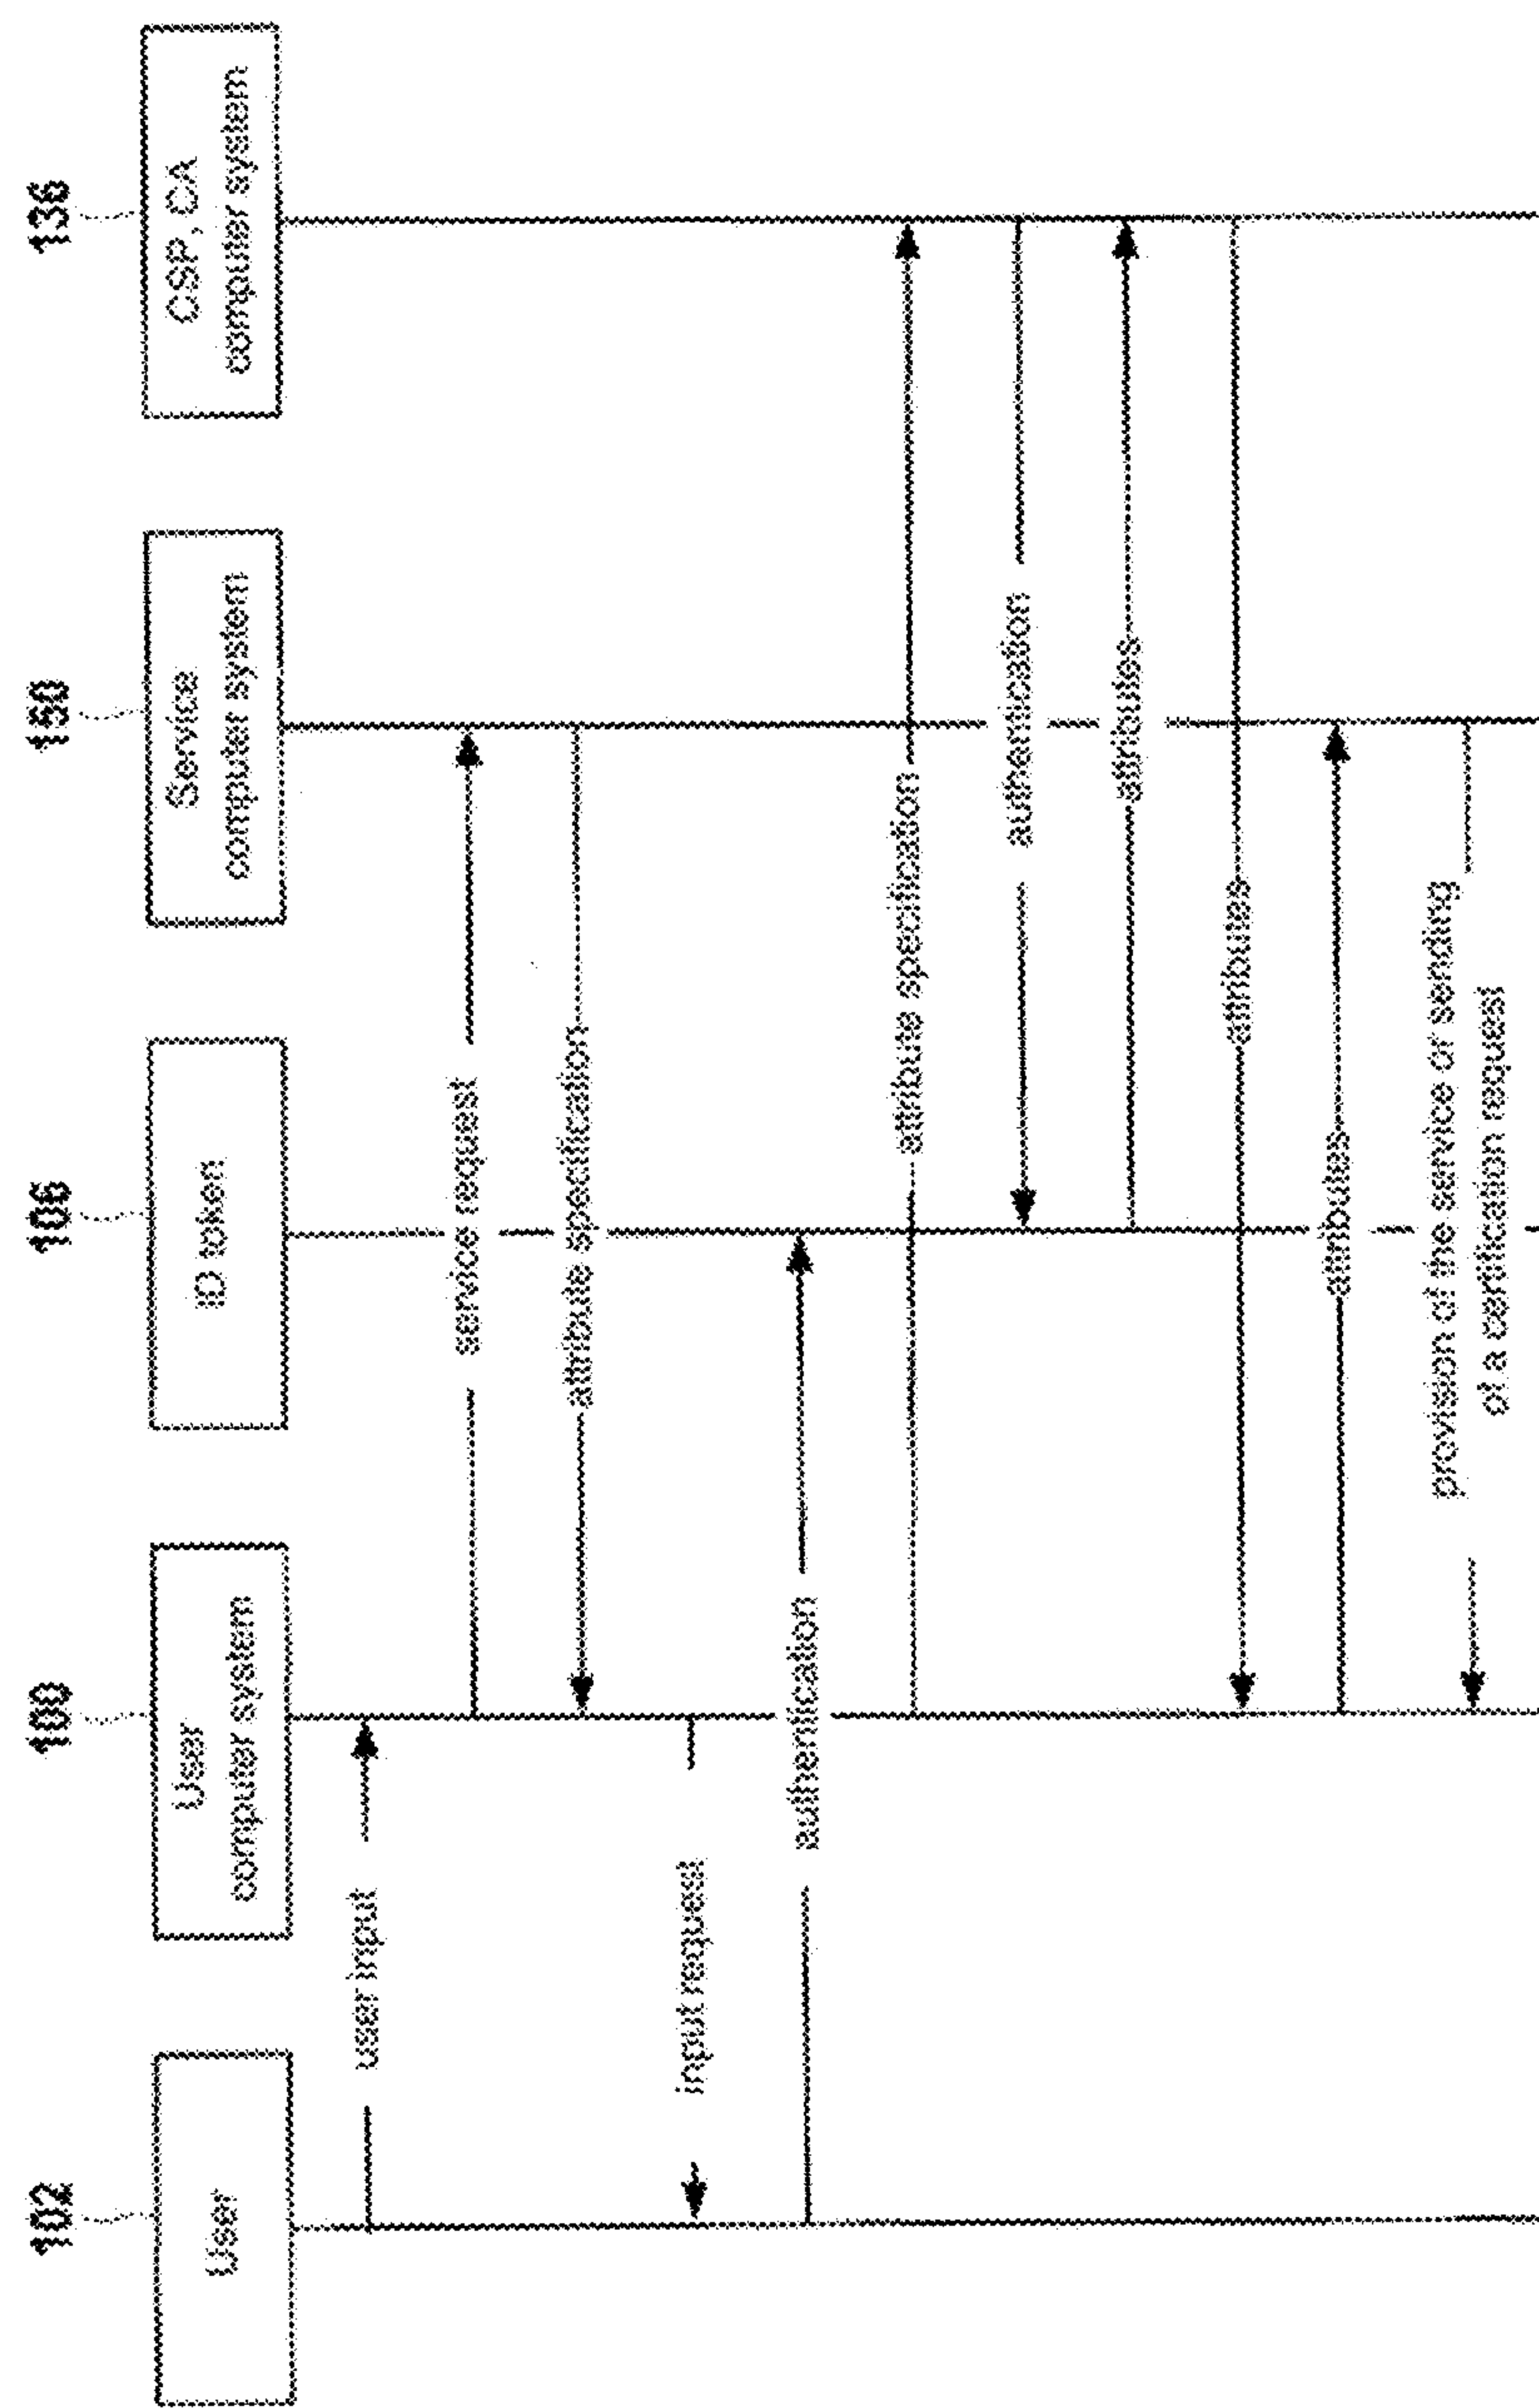 102
100
106
150
136
User
User
computer system
ID token
Service
computer system
CSP, CA
computer system
user input
service request
attribute specification
input request
authentication
attribute specification
authentication
attributes
attributes
attributes
provision of the service or sending
of a certification request